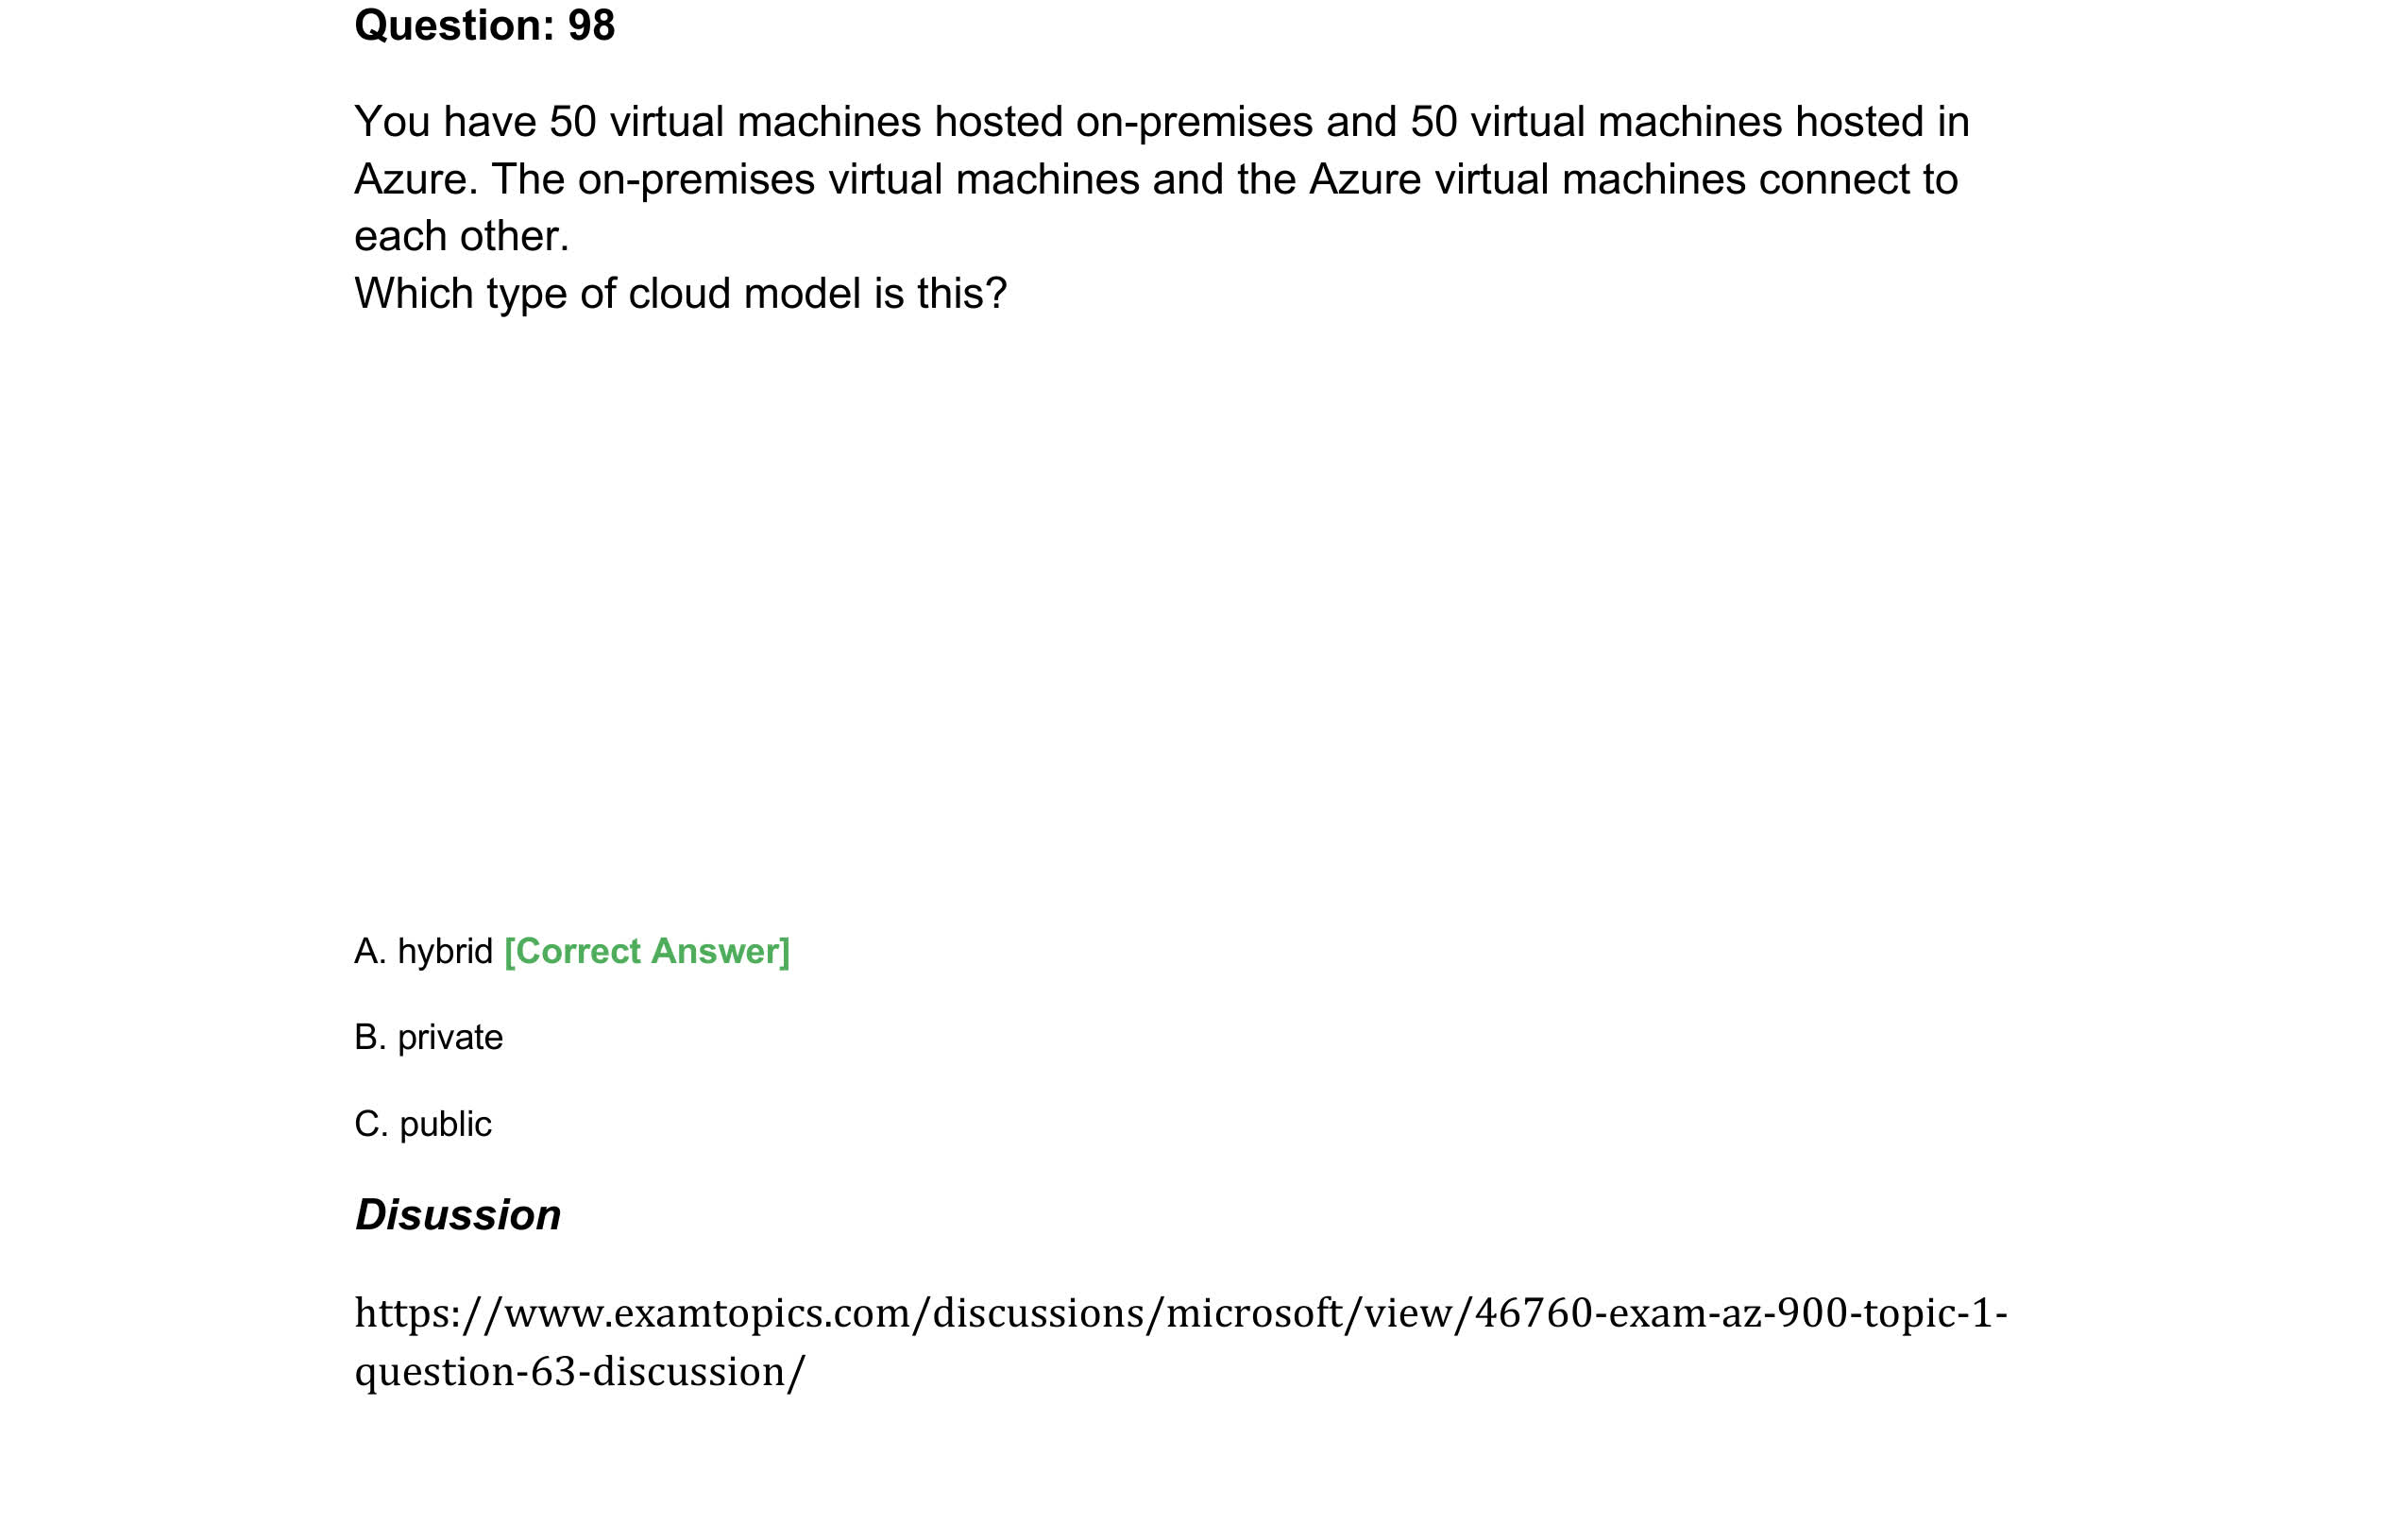 Question: 98
You have 50 virtual machines hosted on-premises and 50 virtual machines hosted in
Azure. The on-premises virtual machines and the Azure virtual machines connect to
each other.
Which type of cloud model is this?
A. hybrid [Correct Answer]
B. private
C. public
Disussion
https://www.examtopics.com/discussions/microsoft/view/46760-exam-az-900-topic-1-
question-63-discussion/